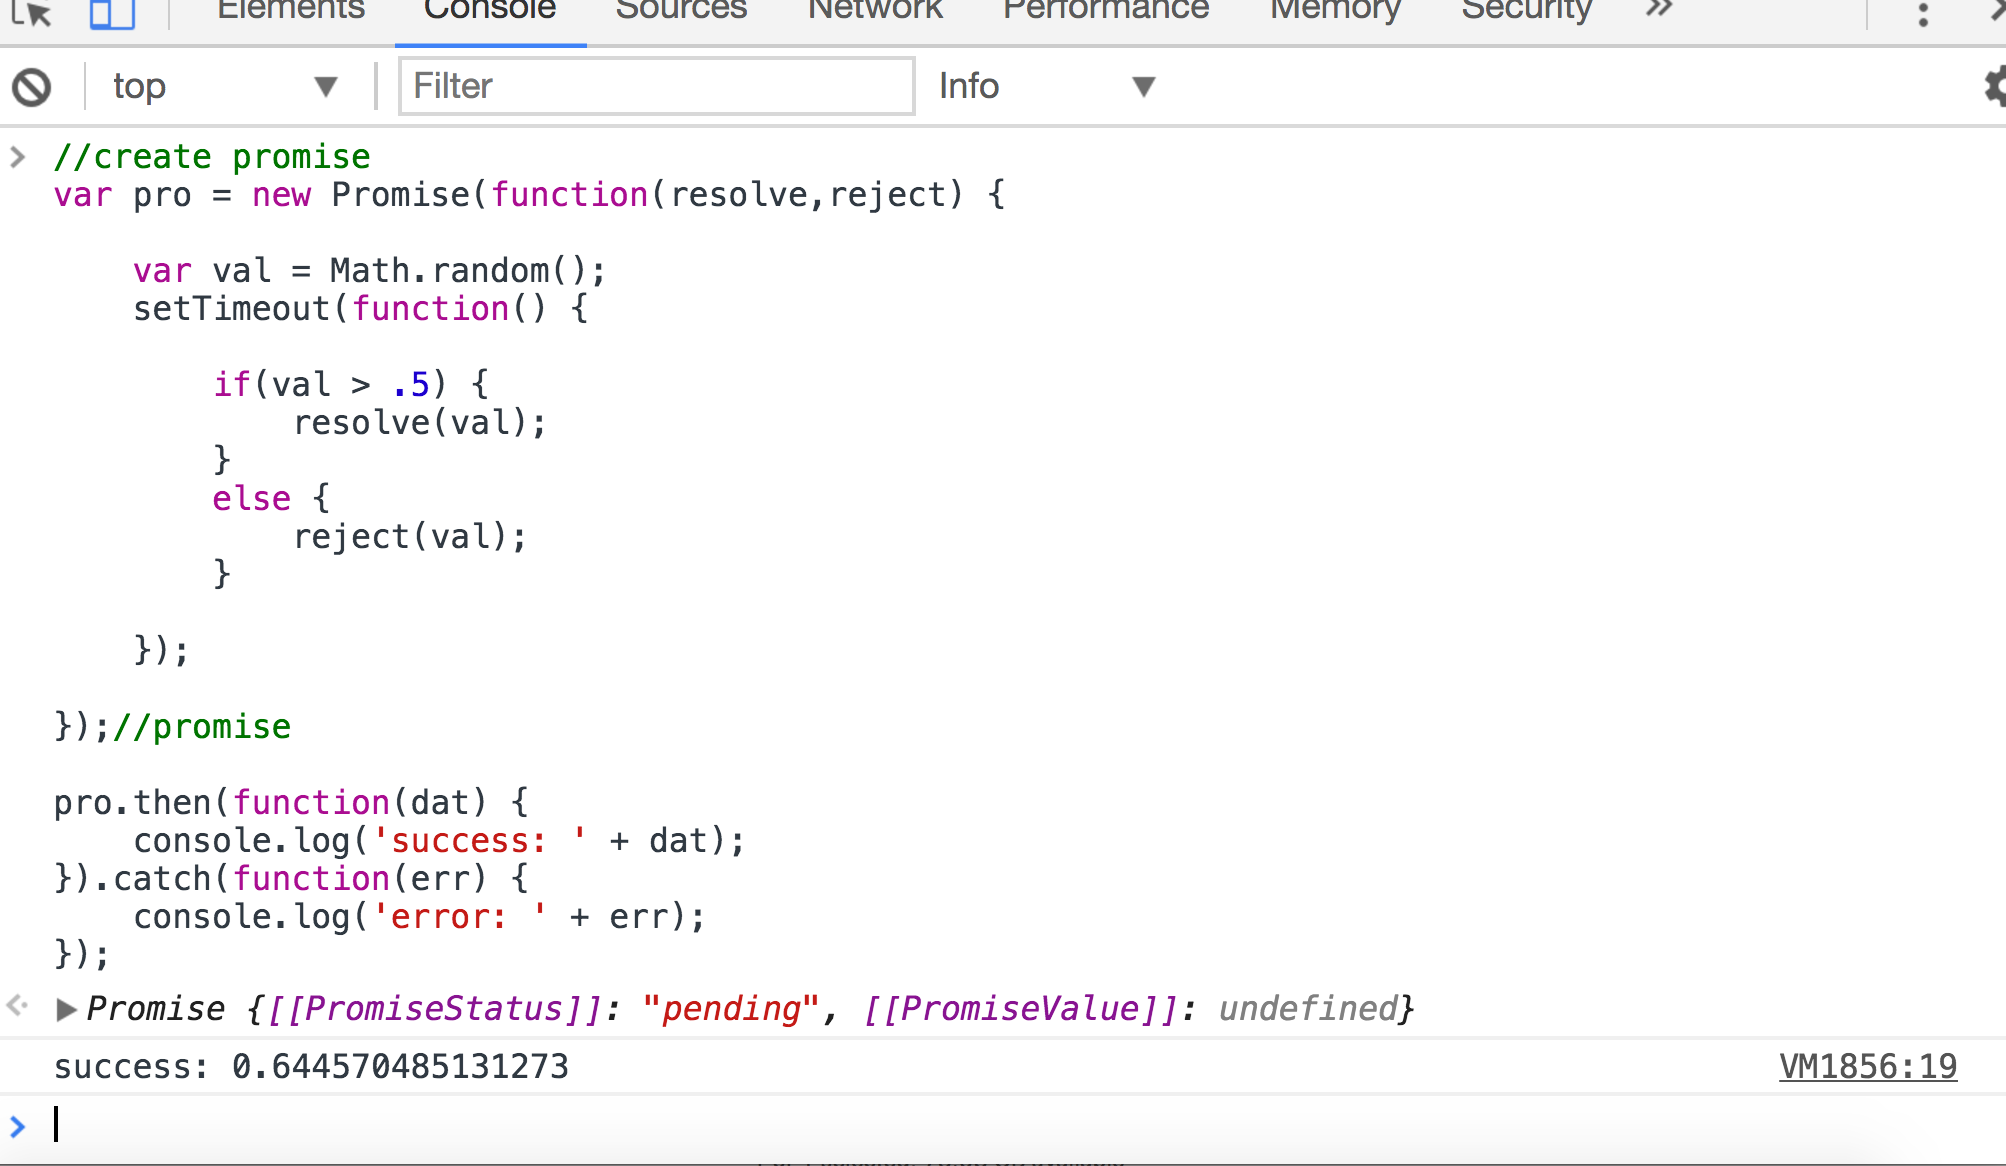 Elements Console Sources Network Performance Memory Security »
top ▼ Filter Info ▼
> //create promise
var pro = new Promise(function(resolve,reject) {
    var val = Math.random();
    setTimeout(function() {
        if(val > .5) {
            resolve(val);
        }
        else {
            reject(val);
        }
    });
});//promise
pro.then(function(dat) {
    console.log('success: ' + dat);
}).catch(function(err) {
    console.log('error: ' + err);
});
Promise {[[PromiseStatus]]: "pending", [[PromiseValue]]: undefined}
success: 0.644570485131273 VM1856:19
>